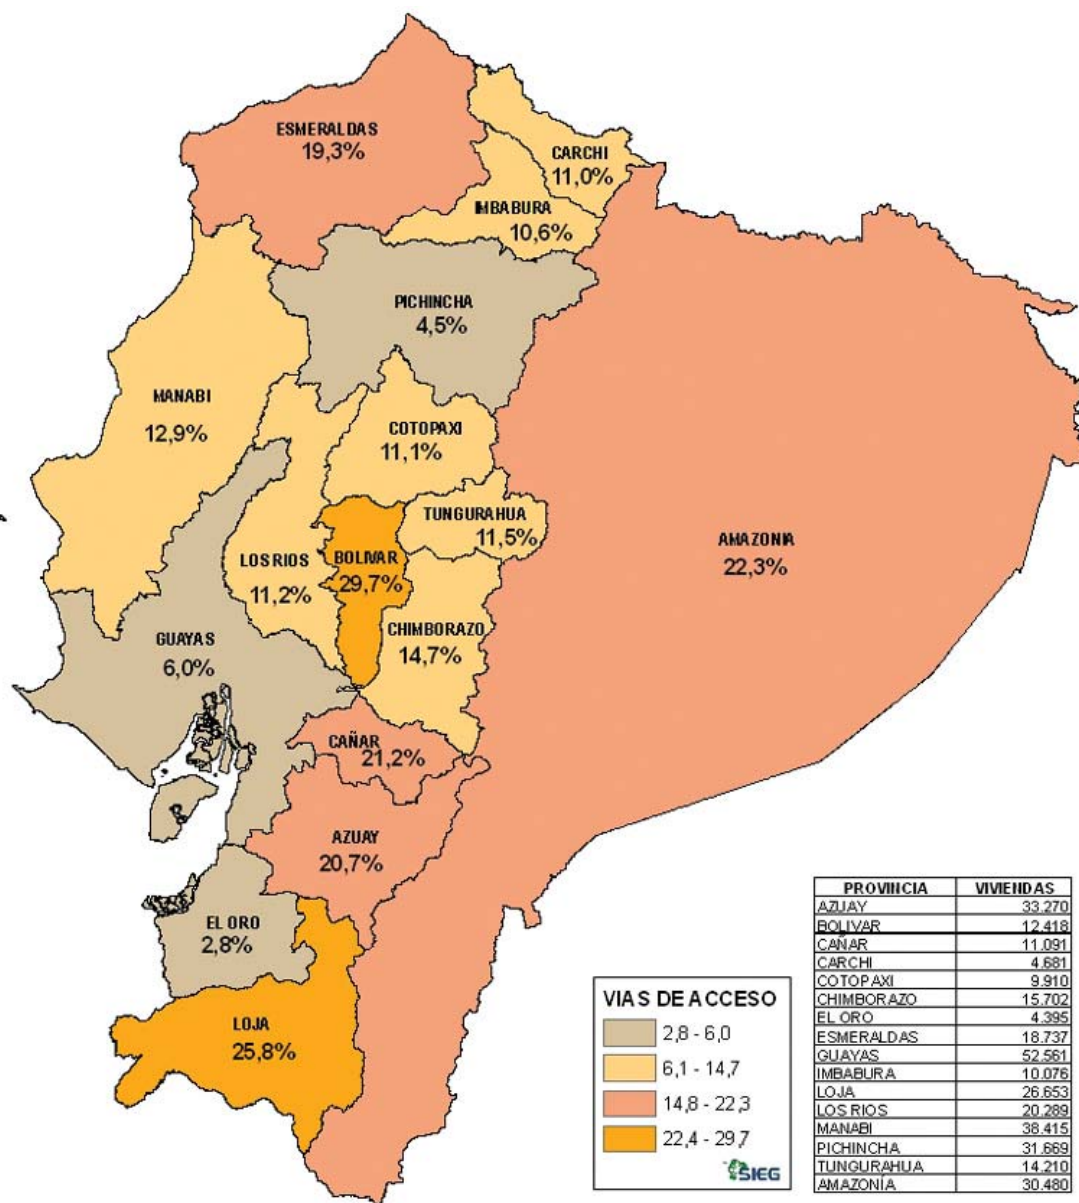 ESMERALDAS
19,3%
CARCHI
11,0%
IMBABURA
10,6%
PICHINCHA
4,5%
MANABI
12,9%
COTOPAXI
11,1%
TUNGURAHUA
11,5%
AMAZONIA
22,3%
LOS RIOS
11,2%
BOLIVAR
29,7%
CHIMBORAZO
14,7%
GUAYAS
6,0%
CAÑAR
21,2%
AZUAY
20,7%
EL ORO
2,8%
LOJA
25,8%
VIAS DE ACCESO
2,8 - 6,0
6,1 - 14,7
14,8 - 22,3
22,4 - 29,7
SIEG
PROVINCIA VIVIENDAS
AZUAY 33.270
BOLIVAR 12.418
CAÑAR 11.091
CARCHI 4.681
COTOPAXI 9.910
CHIMBORAZO 15.702
EL ORO 4.395
ESMERALDAS 18.737
GUAYAS 52.561
IMBABURA 10.076
LOJA 26.653
LOS RIOS 20.289
MANABI 38.415
PICHINCHA 31.669
TUNGURAHUA 14.210
AMAZONÍA 30.480